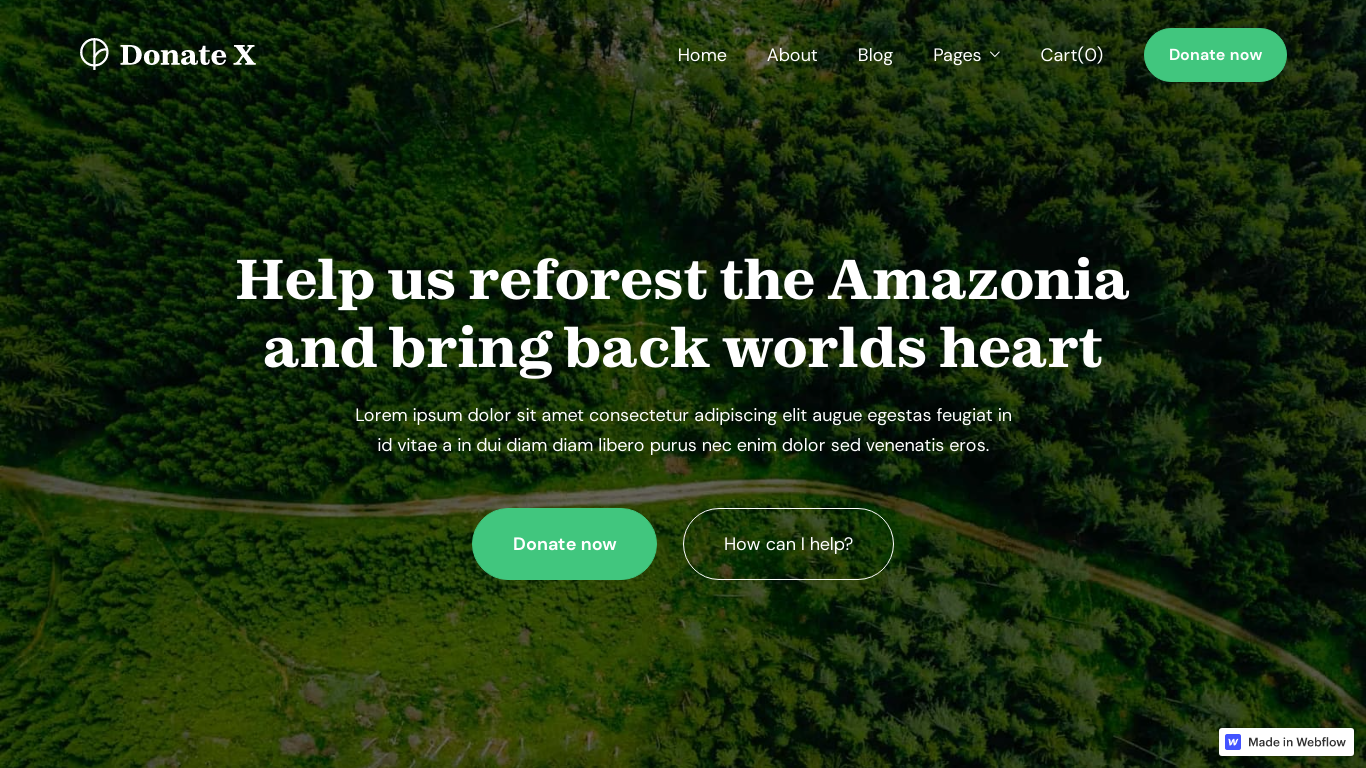 Donate X
Home
About
Blog
Pages
Cart(0)
Donate now
Help us reforest the Amazonia
and bring back worlds heart
Lorem ipsum dolor sit amet consectetur adipiscing elit augue egestas feugiat in
id vitae a in dui diam diam libero purus nec enim dolor sed venenatis eros.
Donate now
How can I help?
Made in Webflow